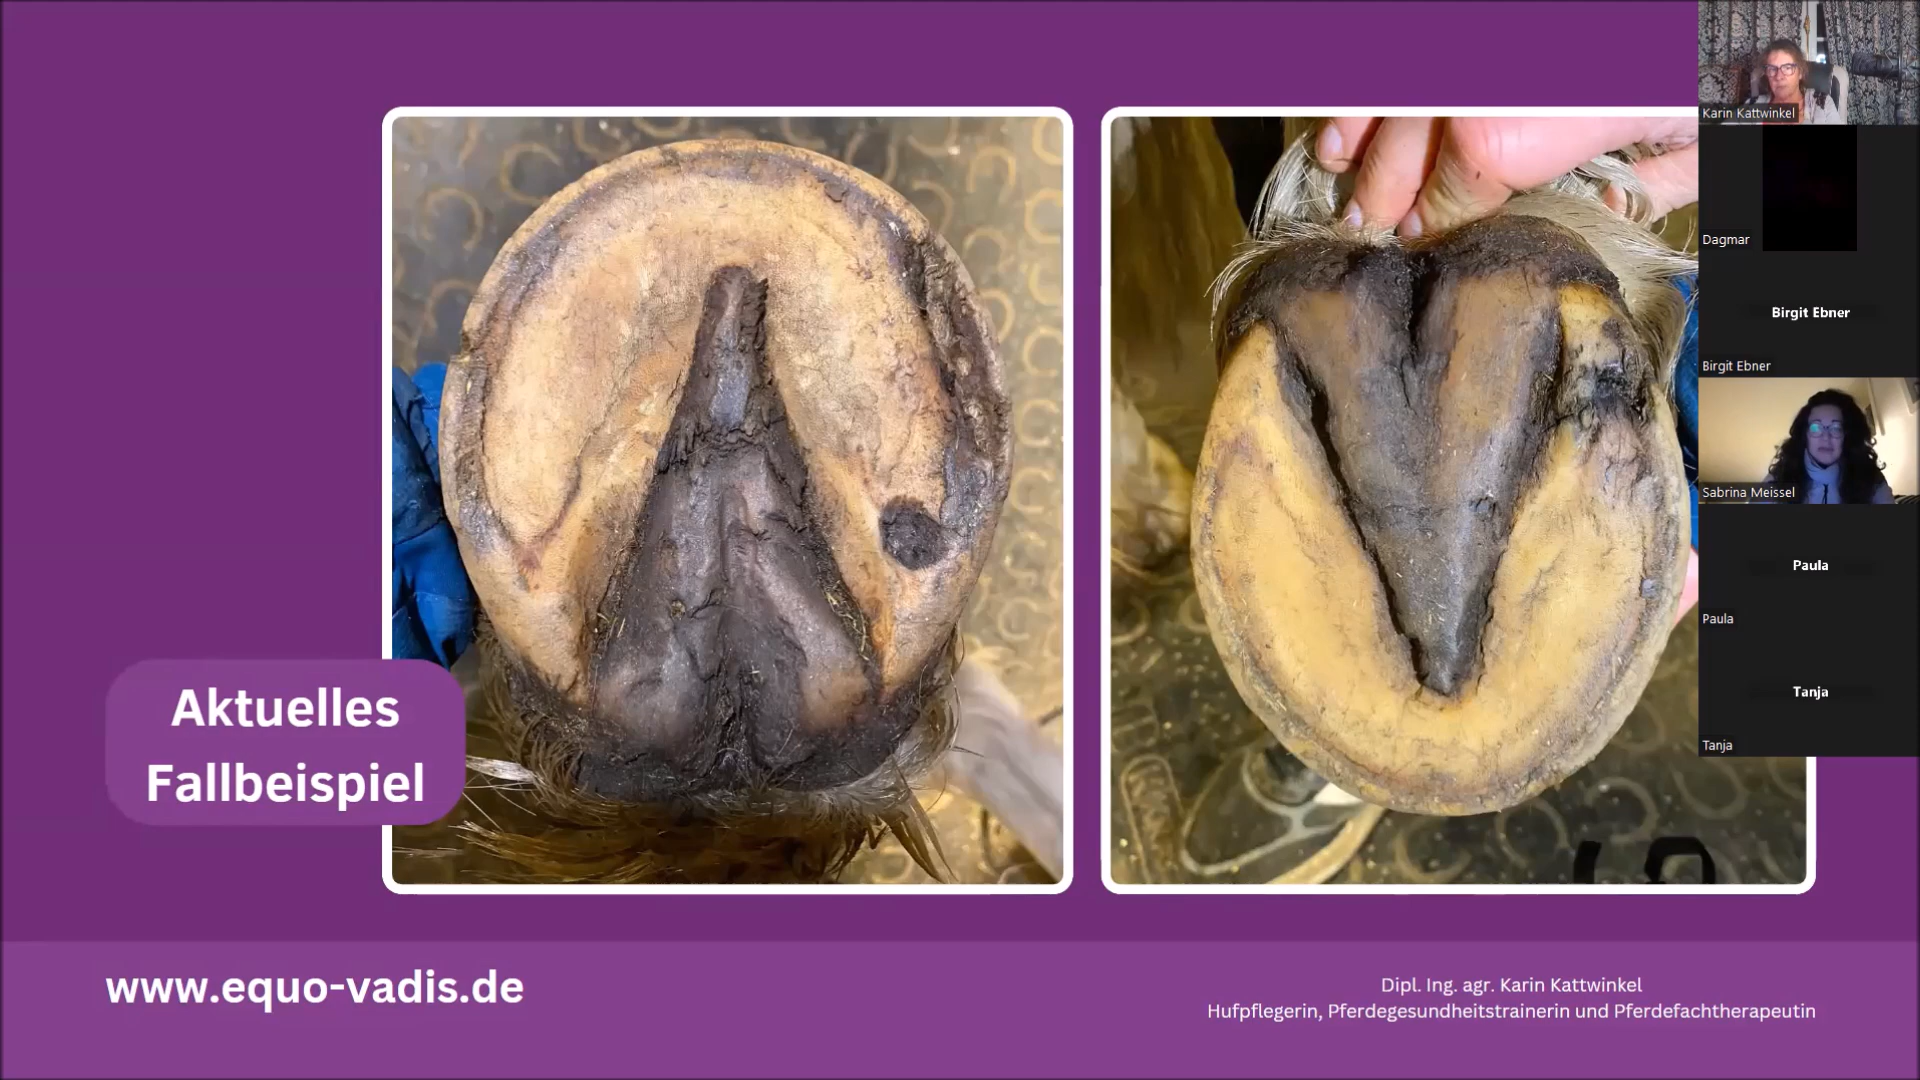 Karin Kattwinkel
Dagmar
Birgit Ebner
Birgit Ebner
Sabrina Meissel
Paula
Paula
Tanja
Tanja
Aktuelles
Fallbeispiel
www.equo-vadis.de
Dipl. Ing. agr. Karin Kattwinkel
Hufpflegerin, Pferdegesundheitstrainerin und Pferdefachtherapeutin